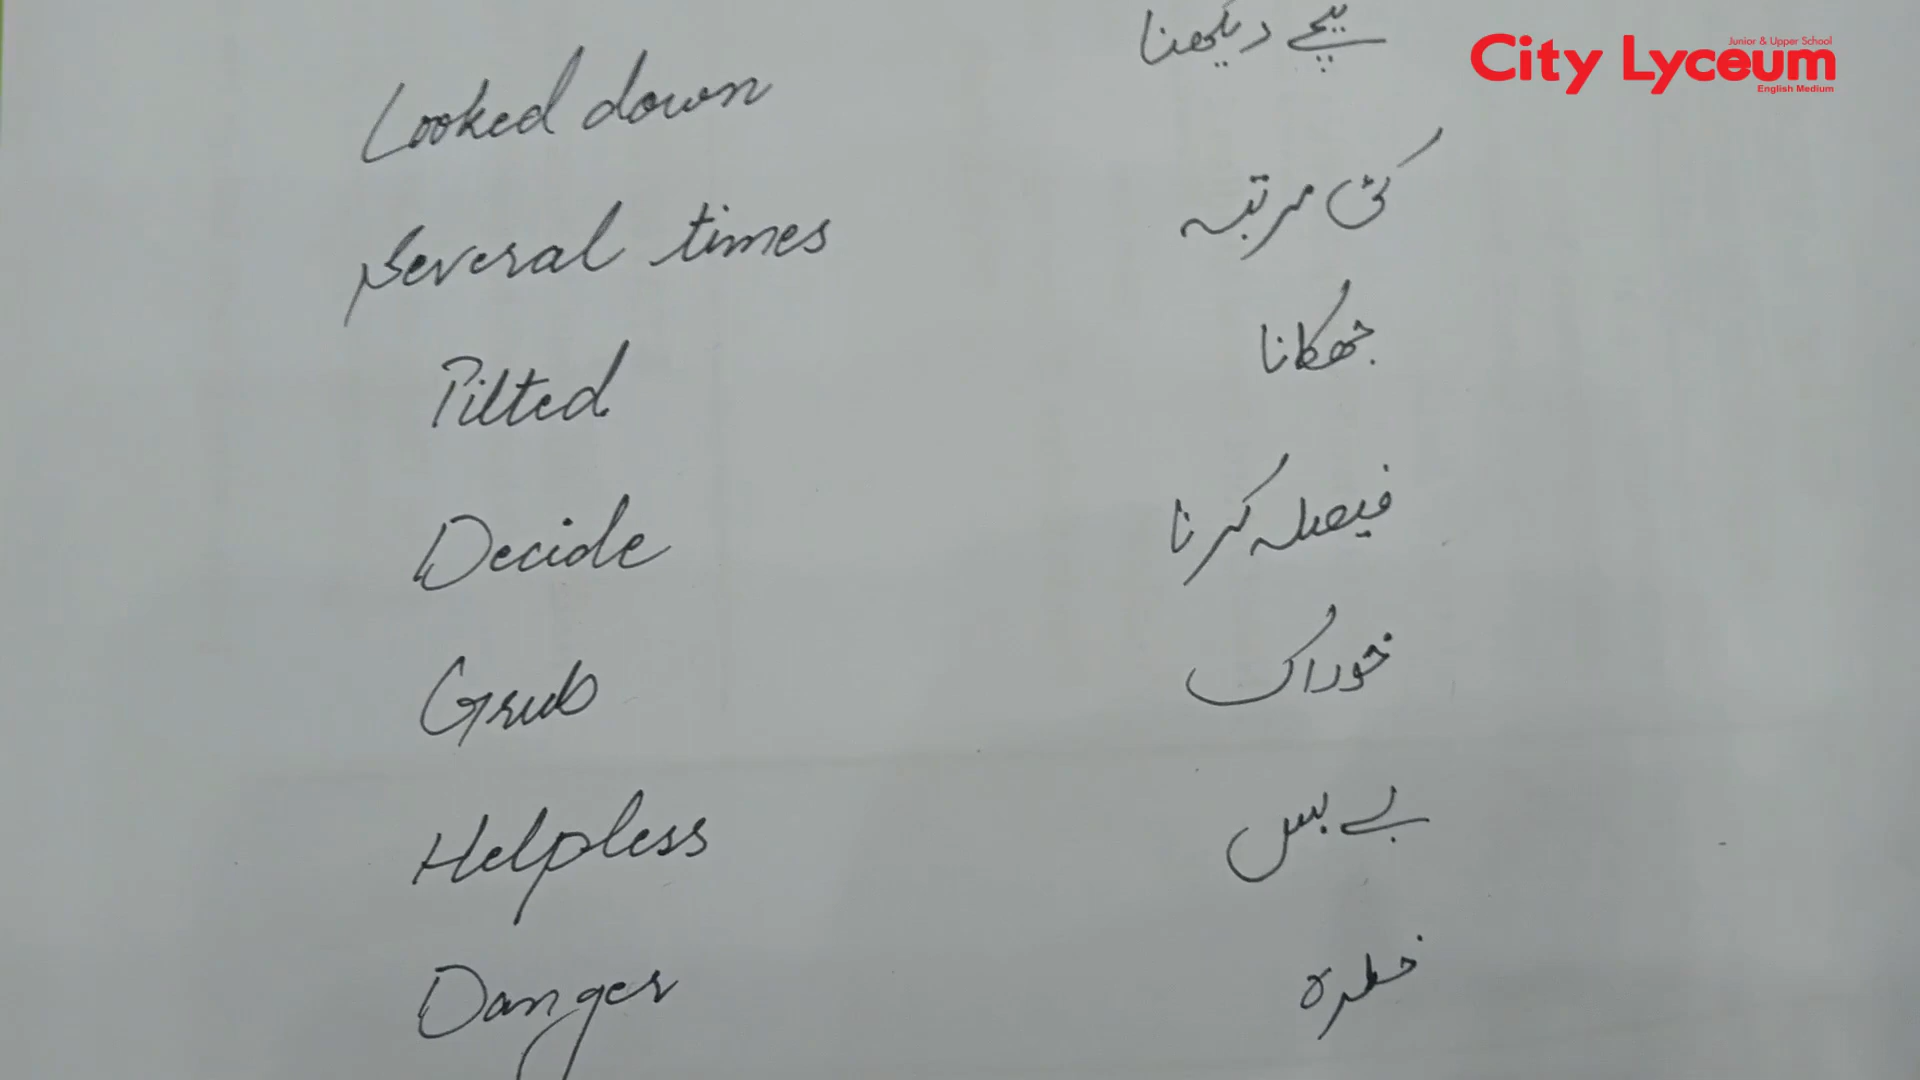 Junior & Upper School
City Lyceum
English Medium
Looked down نیچے دیکھنا
Several times کئی مرتبہ
Tilted جھکانا
Decide فیصلہ کرنا
Grub خوراک
Helpless بے بس
Danger خطرہ